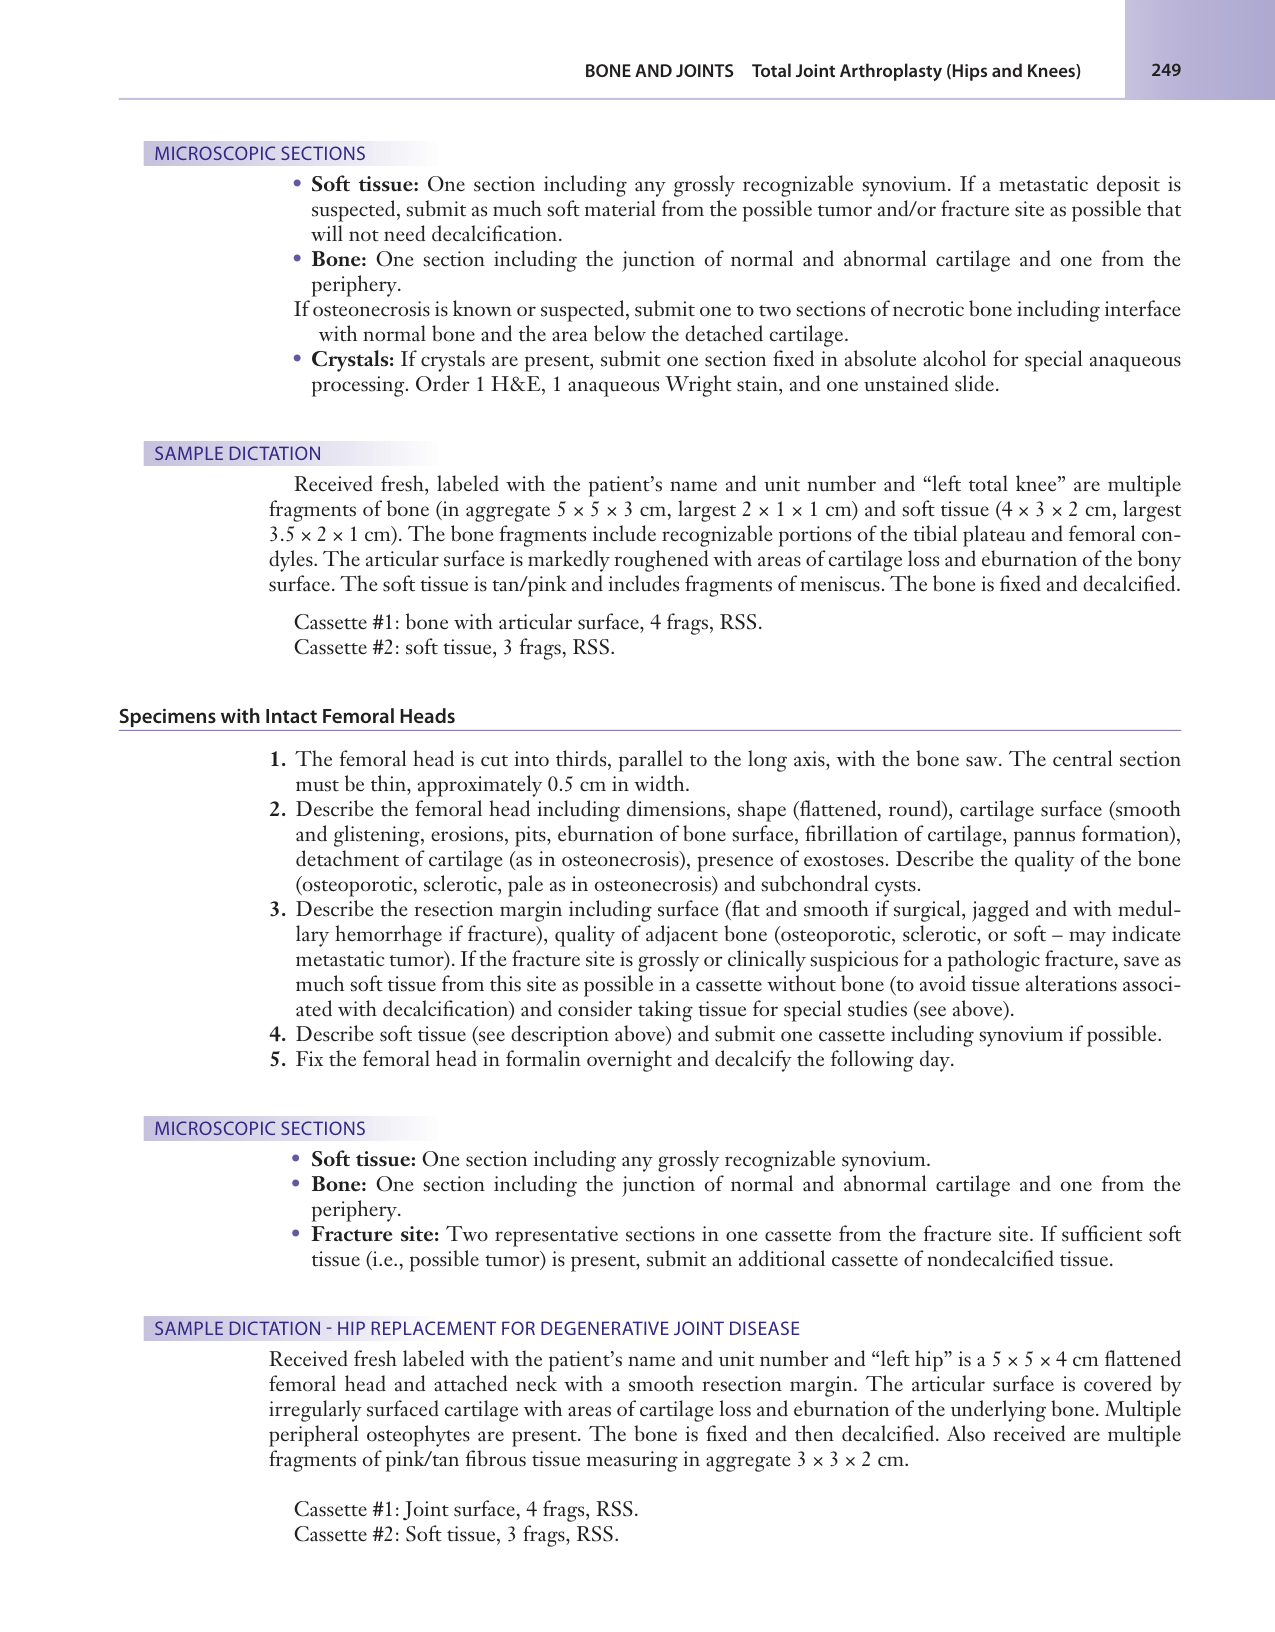 BONE AND JOINTS Total Joint Arthroplasty (Hips and Knees) 249
MICROSCOPIC SECTIONS
• Soft tissue: One section including any grossly recognizable synovium. If a metastatic deposit is
suspected, submit as much soft material from the possible tumor and/or fracture site as possible that
will not need decalcification.
• Bone: One section including the junction of normal and abnormal cartilage and one from the
periphery.
If osteonecrosis is known or suspected, submit one to two sections of necrotic bone including interface
with normal bone and the area below the detached cartilage.
• Crystals: If crystals are present, submit one section fixed in absolute alcohol for special anaqueous
processing. Order 1 H&E, 1 anaqueous Wright stain, and one unstained slide.
SAMPLE DICTATION
Received fresh, labeled with the patient’s name and unit number and “left total knee” are multiple
fragments of bone (in aggregate 5 × 5 × 3 cm, largest 2 × 1 × 1 cm) and soft tissue (4 × 3 × 2 cm, largest
3.5 × 2 × 1 cm). The bone fragments include recognizable portions of the tibial plateau and femoral con-
dyles. The articular surface is markedly roughened with areas of cartilage loss and eburnation of the bony
surface. The soft tissue is tan/pink and includes fragments of meniscus. The bone is fixed and decalcified.
Cassette #1: bone with articular surface, 4 frags, RSS.
Cassette #2: soft tissue, 3 frags, RSS.
Specimens with Intact Femoral Heads
1. The femoral head is cut into thirds, parallel to the long axis, with the bone saw. The central section
must be thin, approximately 0.5 cm in width.
2. Describe the femoral head including dimensions, shape (flattened, round), cartilage surface (smooth
and glistening, erosions, pits, eburnation of bone surface, fibrillation of cartilage, pannus formation),
detachment of cartilage (as in osteonecrosis), presence of exostoses. Describe the quality of the bone
(osteoporotic, sclerotic, pale as in osteonecrosis) and subchondral cysts.
3. Describe the resection margin including surface (flat and smooth if surgical, jagged and with medul-
lary hemorrhage if fracture), quality of adjacent bone (osteoporotic, sclerotic, or soft – may indicate
metastatic tumor). If the fracture site is grossly or clinically suspicious for a pathologic fracture, save as
much soft tissue from this site as possible in a cassette without bone (to avoid tissue alterations associ-
ated with decalcification) and consider taking tissue for special studies (see above).
4. Describe soft tissue (see description above) and submit one cassette including synovium if possible.
5. Fix the femoral head in formalin overnight and decalcify the following day.
MICROSCOPIC SECTIONS
• Soft tissue: One section including any grossly recognizable synovium.
• Bone: One section including the junction of normal and abnormal cartilage and one from the
periphery.
• Fracture site: Two representative sections in one cassette from the fracture site. If sufficient soft
tissue (i.e., possible tumor) is present, submit an additional cassette of nondecalcified tissue.
SAMPLE DICTATION - HIP REPLACEMENT FOR DEGENERATIVE JOINT DISEASE
Received fresh labeled with the patient’s name and unit number and “left hip” is a 5 × 5 × 4 cm flattened
femoral head and attached neck with a smooth resection margin. The articular surface is covered by
irregularly surfaced cartilage with areas of cartilage loss and eburnation of the underlying bone. Multiple
peripheral osteophytes are present. The bone is fixed and then decalcified. Also received are multiple
fragments of pink/tan fibrous tissue measuring in aggregate 3 × 3 × 2 cm.
Cassette #1: Joint surface, 4 frags, RSS.
Cassette #2: Soft tissue, 3 frags, RSS.